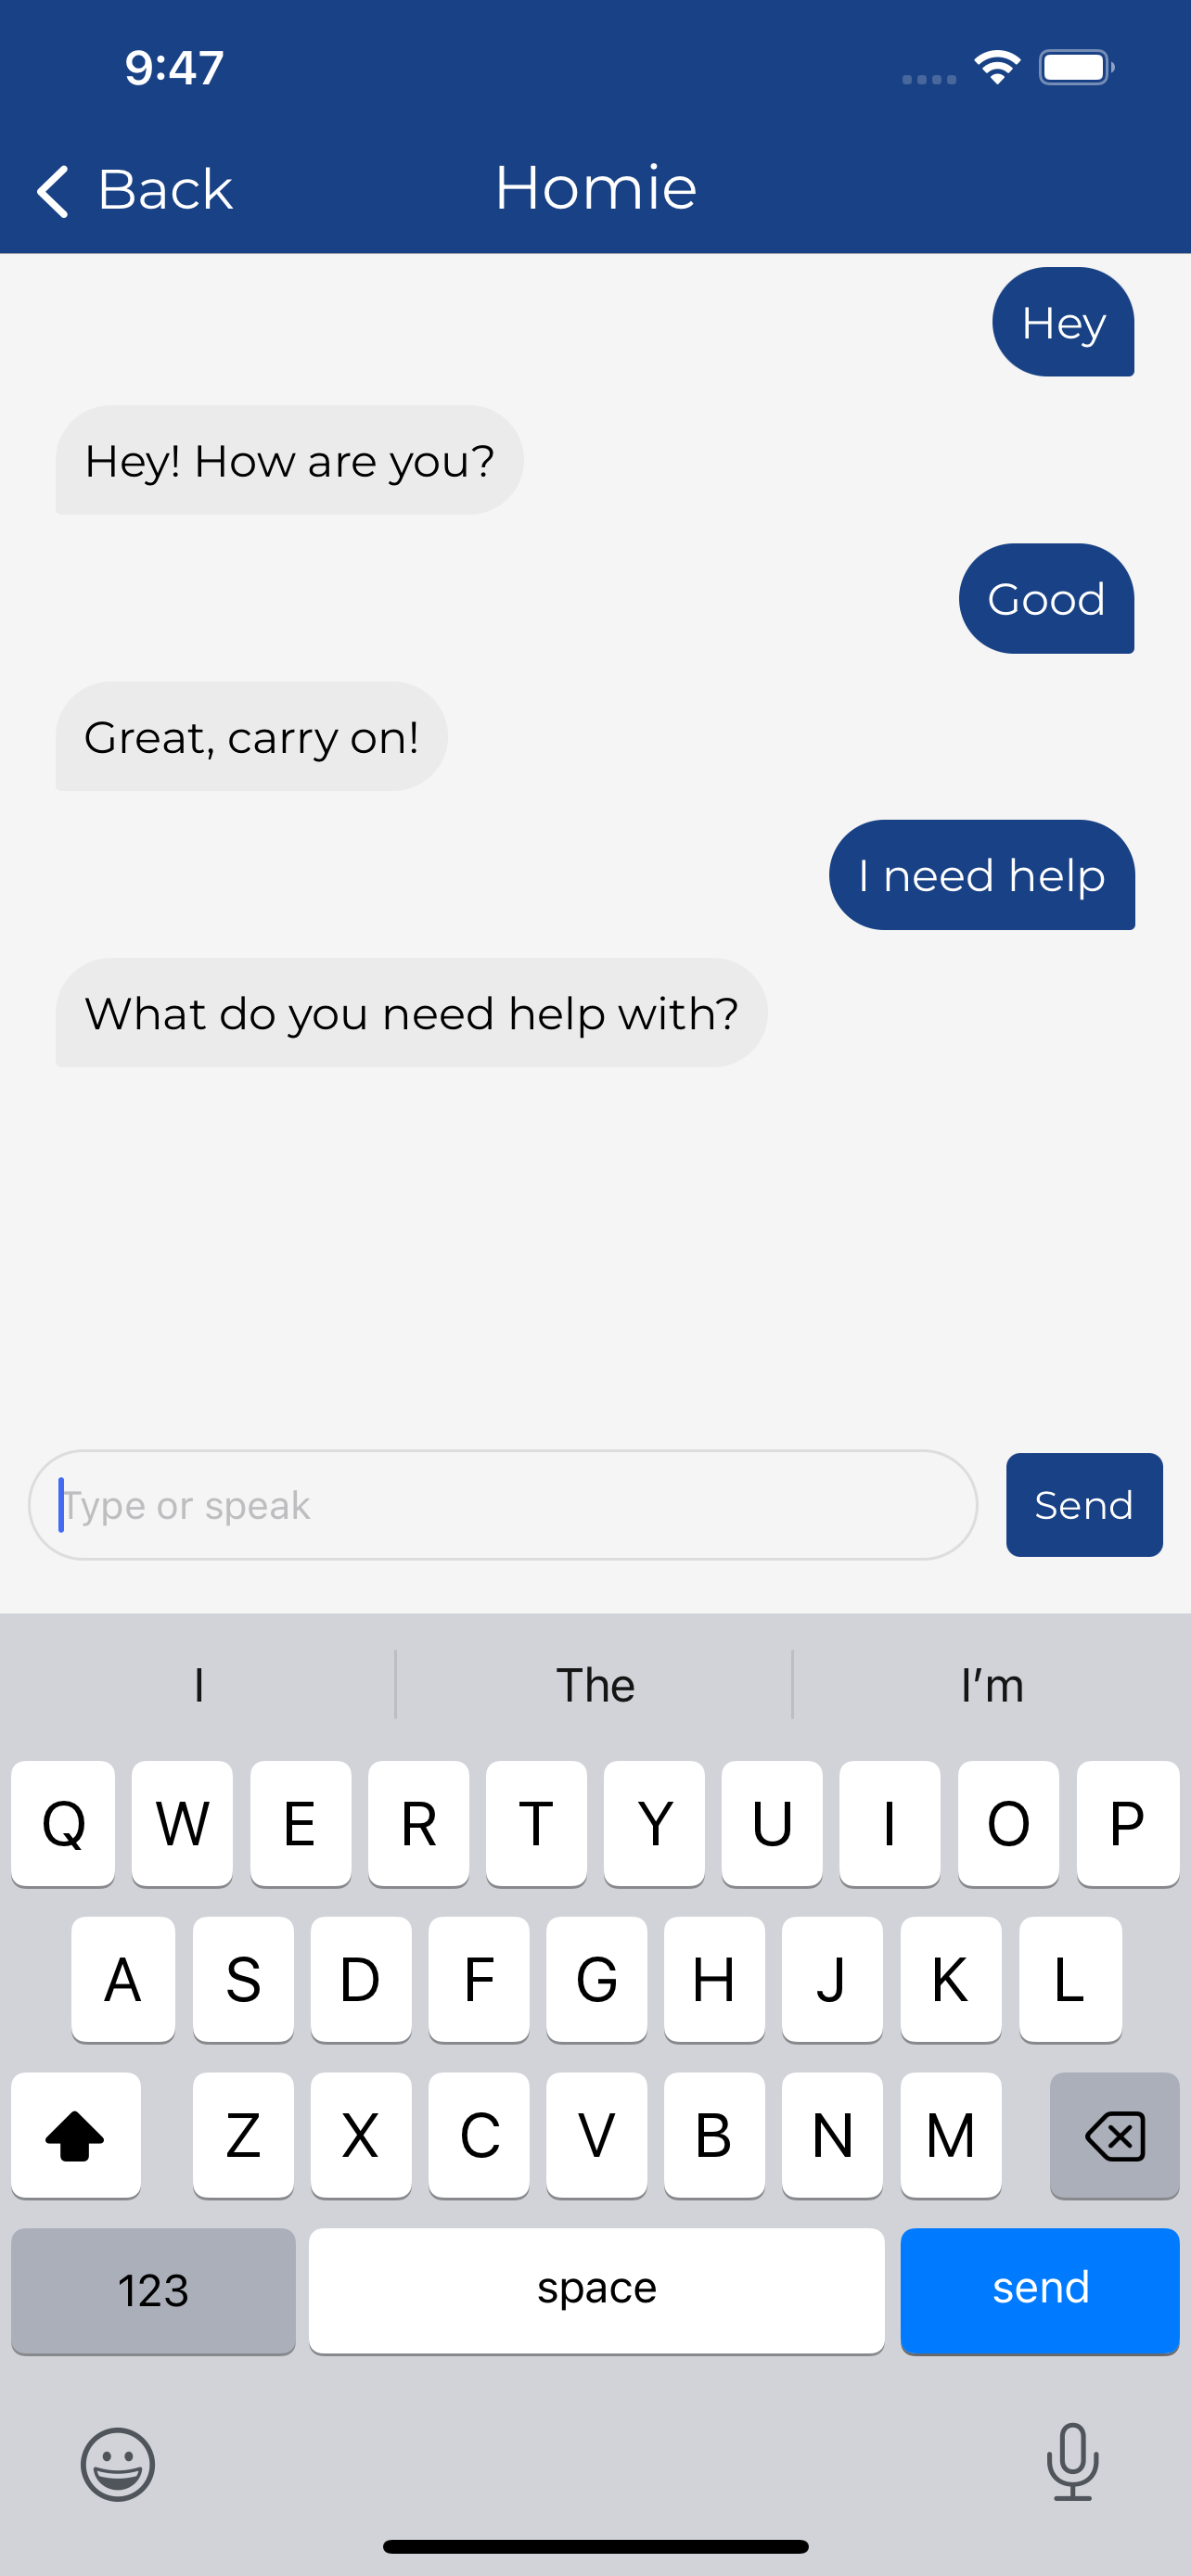 9:47
Back Homie
Hey
Hey! How are you?
Good
Great, carry on!
I need help
What do you need help with?
Type or speak Send
I The I’m
Q W E R T Y U I O P
A S D F G H J K L
Z X C V B N M
123 space send